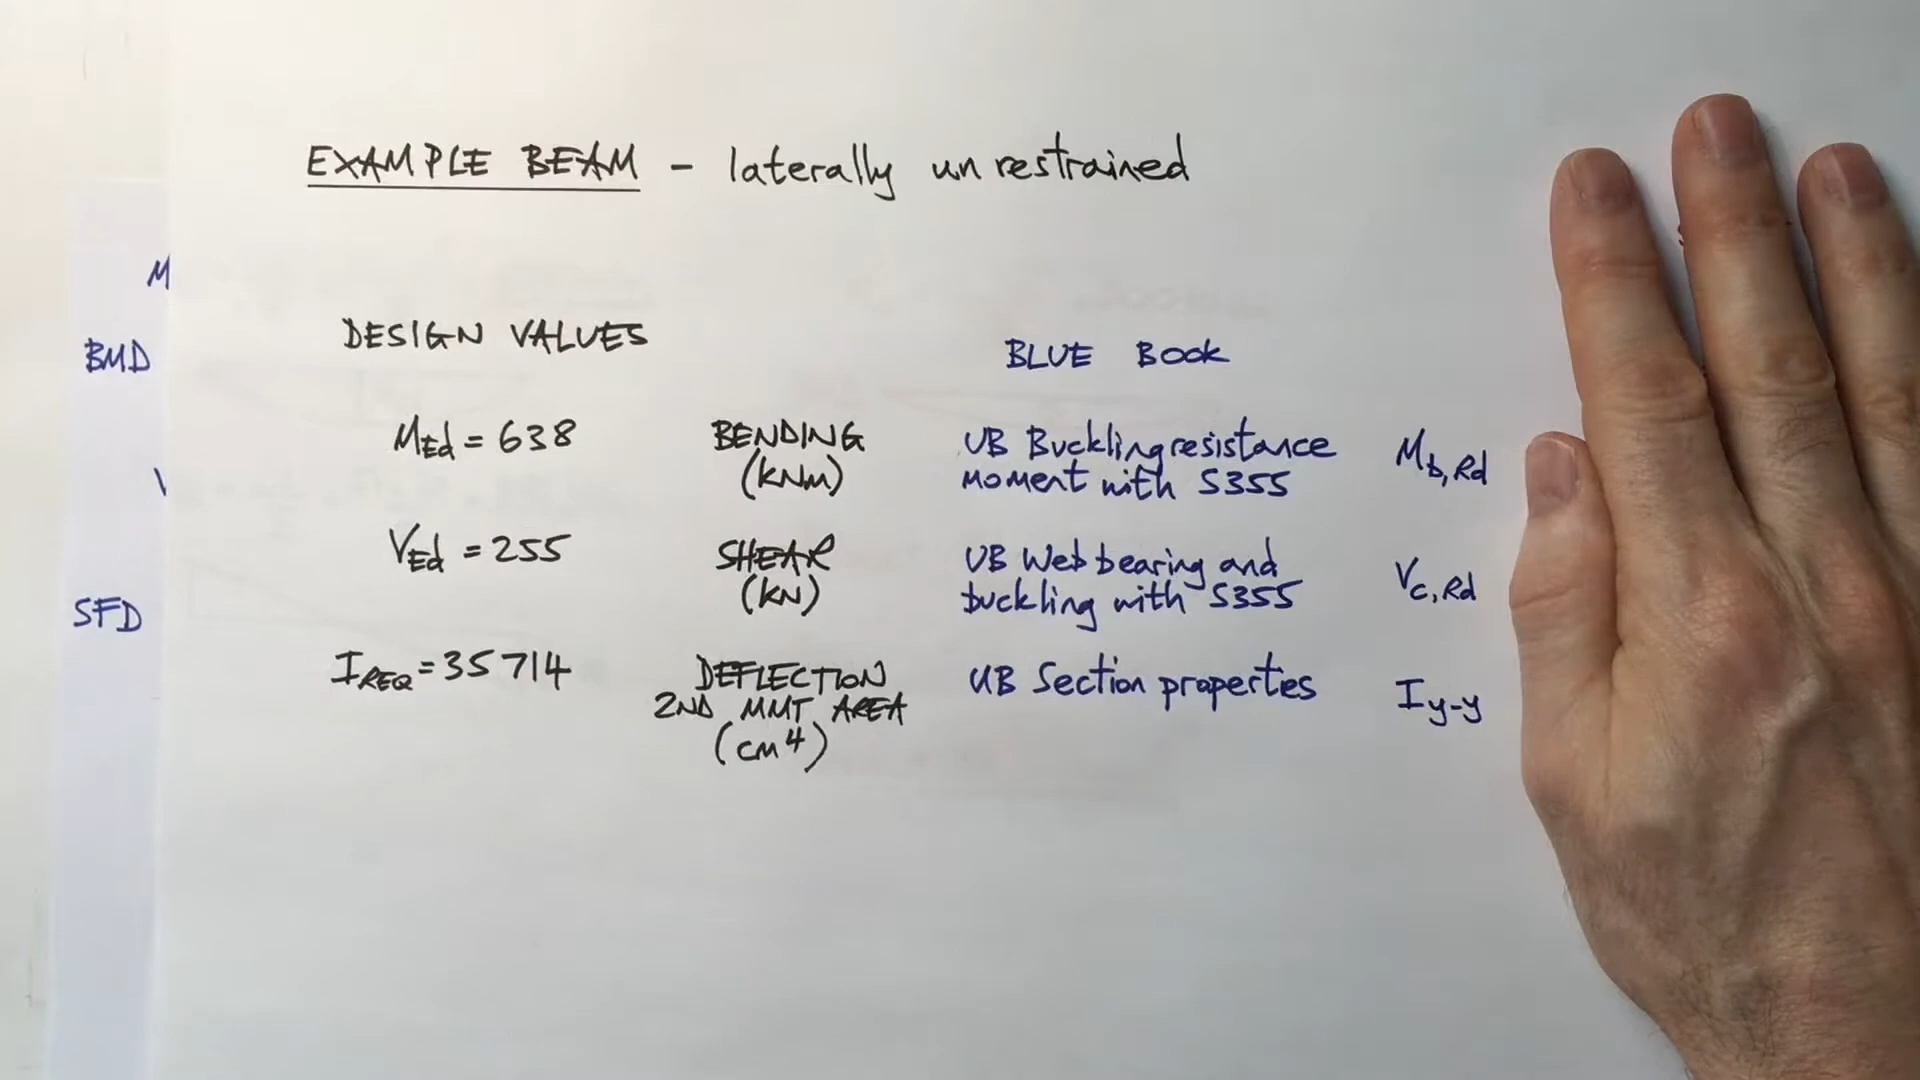 EXAMPLE BEAM - laterally unrestrained
M
DESIGN VALUES
BLUE BOOK
BMD
MEd = 638
BENDING
(kNm)
UB Buckling resistance
moment with S355
Mb,Rd
V
VEd = 255
SHEAR
(kN)
UB Web bearing and
buckling with S355
Vc,Rd
SFD
IREQ = 35714
DEFLECTION
2ND MMT AREA
(cm4)
UB Section properties
Iy-y